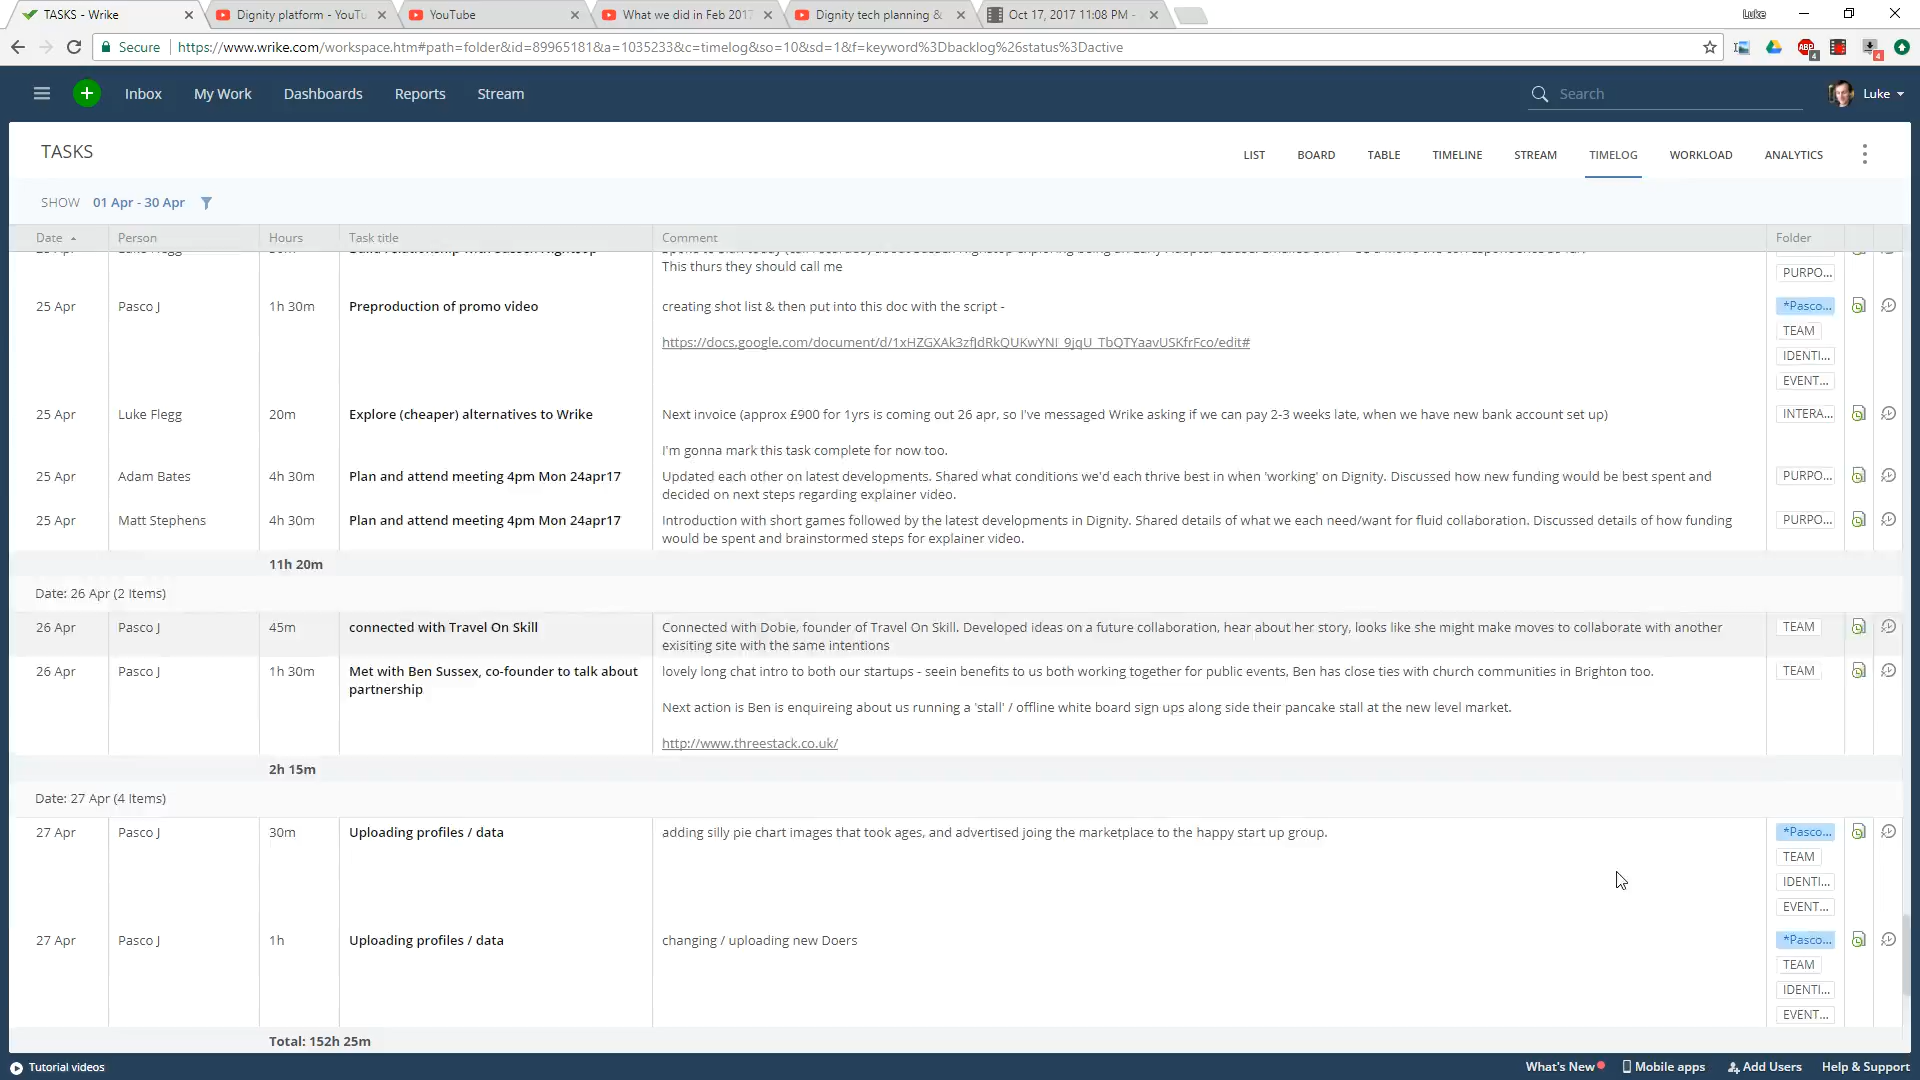 TASKS - Wrike
Dignity platform - YouTu
YouTube
What we did in Feb 2017
Dignity tech planning &
Oct 17, 2017 11:08 PM -
Luke
Secure
https://www.wrike.com/workspace.htm#path=folder&id=89965181&a=1035233&c=timelog&so=10&sd=1&f=keyword%3Dbacklog%26status%3Dactive
ABP
4
4
Inbox
My Work
Dashboards
Reports
Stream
Search
Luke
TASKS
LIST
BOARD
TABLE
TIMELINE
STREAM
TIMELOG
WORKLOAD
ANALYTICS
SHOW 01 Apr - 30 Apr
Date
Person
Hours
Task title
Comment
Folder
This thurs they should call me
PURPO...
25 Apr
Pasco J
1h 30m
Preproduction of promo video
creating shot list & then put into this doc with the script -
*Pasco...
TEAM
https://docs.google.com/document/d/1xHZGXAk3zfJdRkQUKwYNI_9jqU_TbQTYaavUSKfrFco/edit#
IDENTI...
EVENT...
25 Apr
Luke Flegg
20m
Explore (cheaper) alternatives to Wrike
Next invoice (approx £900 for 1yrs is coming out 26 apr, so I've messaged Wrike asking if we can pay 2-3 weeks late, when we have new bank account set up)
INTERA...
I'm gonna mark this task complete for now too.
25 Apr
Adam Bates
4h 30m
Plan and attend meeting 4pm Mon 24apr17
Updated each other on latest developments. Shared what conditions we'd each thrive best in when 'working' on Dignity. Discussed how new funding would be best spent and
decided on next steps regarding explainer video.
PURPO...
25 Apr
Matt Stephens
4h 30m
Plan and attend meeting 4pm Mon 24apr17
Introduction with short games followed by the latest developments in Dignity. Shared details of what we each need/want for fluid collaboration. Discussed details of how funding
would be spent and brainstormed steps for explainer video.
PURPO...
11h 20m
Date: 26 Apr (2 Items)
26 Apr
Pasco J
45m
connected with Travel On Skill
Connected with Dobie, founder of Travel On Skill. Developed ideas on a future collaboration, hear about her story, looks like she might make moves to collaborate with another
exisiting site with the same intentions
TEAM
26 Apr
Pasco J
1h 30m
Met with Ben Sussex, co-founder to talk about
partnership
lovely long chat intro to both our startups - seein benefits to us both working together for public events, Ben has close ties with church communities in Brighton too.
TEAM
Next action is Ben is enquireing about us running a 'stall' / offline white board sign ups along side their pancake stall at the new level market.
http://www.threestack.co.uk/
2h 15m
Date: 27 Apr (4 Items)
27 Apr
Pasco J
30m
Uploading profiles / data
adding silly pie chart images that took ages, and advertised joing the marketplace to the happy start up group.
*Pasco...
TEAM
IDENTI...
EVENT...
27 Apr
Pasco J
1h
Uploading profiles / data
changing / uploading new Doers
*Pasco...
TEAM
IDENTI...
EVENT...
Total: 152h 25m
Tutorial videos
What's New
Mobile apps
Add Users
Help & Support